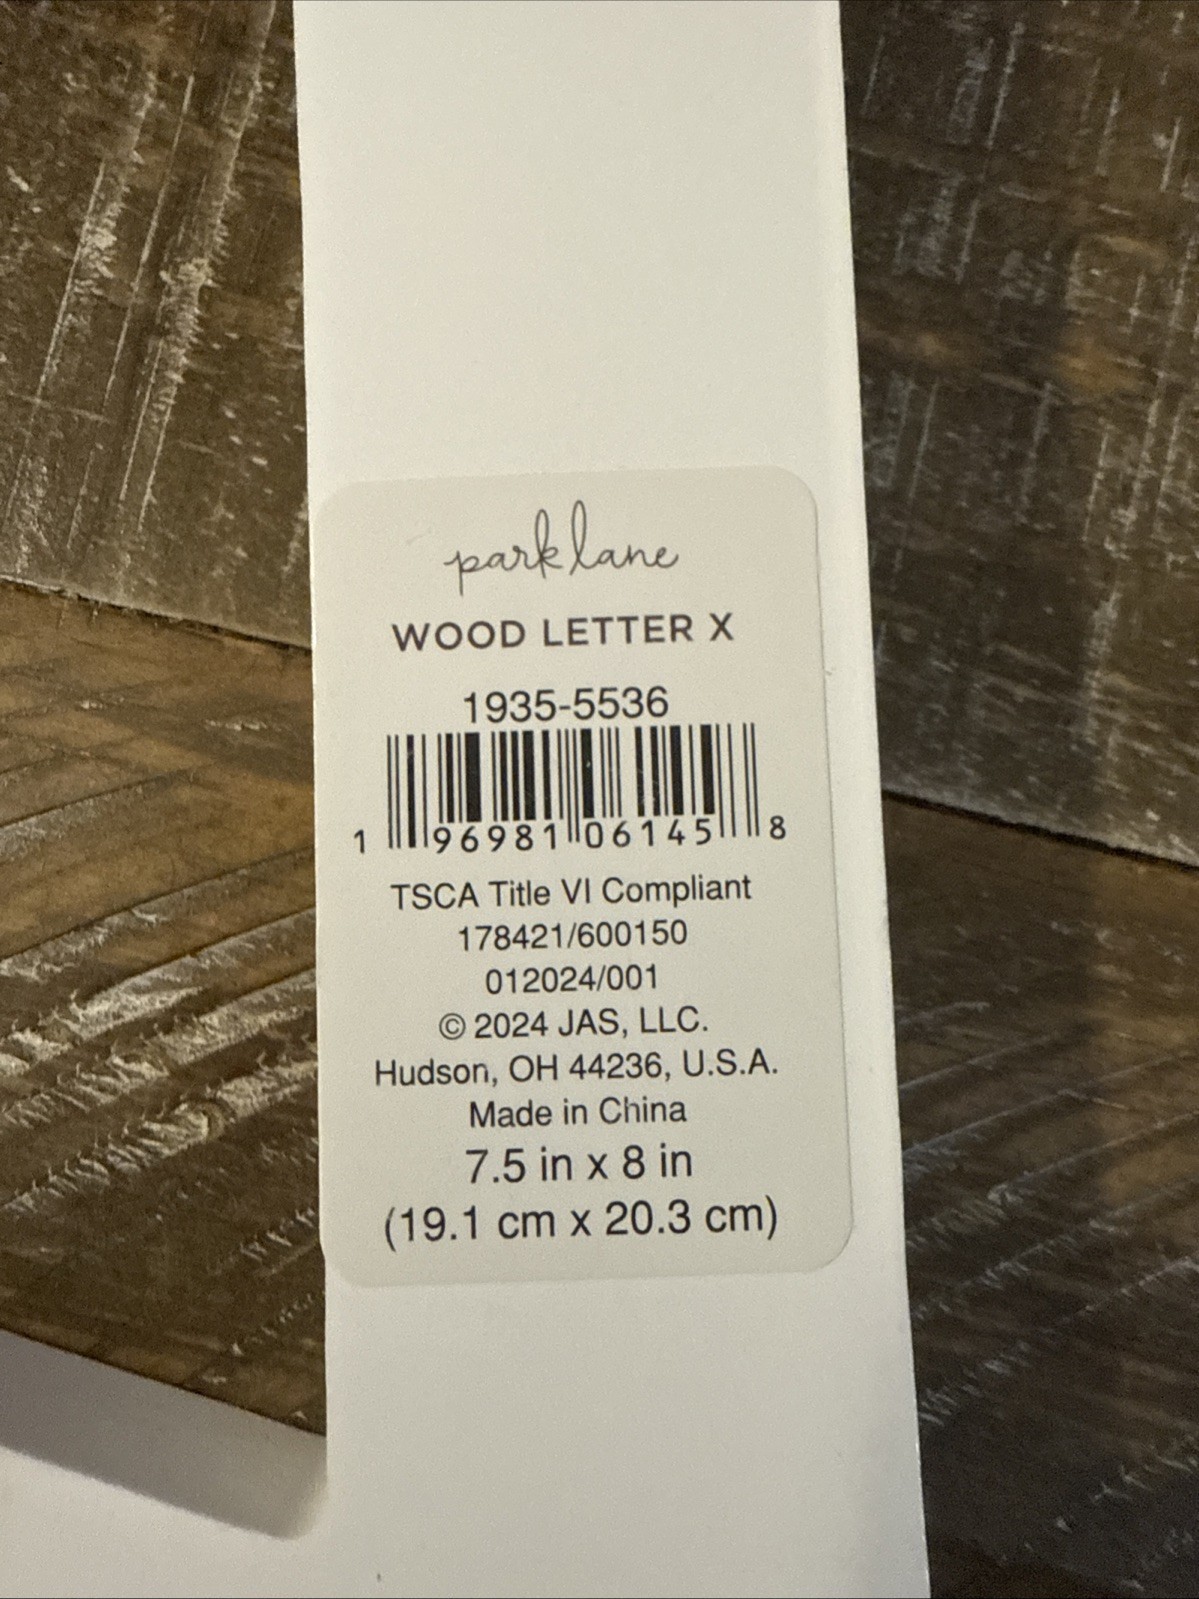 park lane
WOOD LETTER X
1935-5536
1 96981 06145 8
TSCA Title VI Compliant
178421/600150
012024/001
© 2024 JAS, LLC.
Hudson, OH 44236, U.S.A.
Made in China
7.5 in x 8 in
(19.1 cm x 20.3 cm)